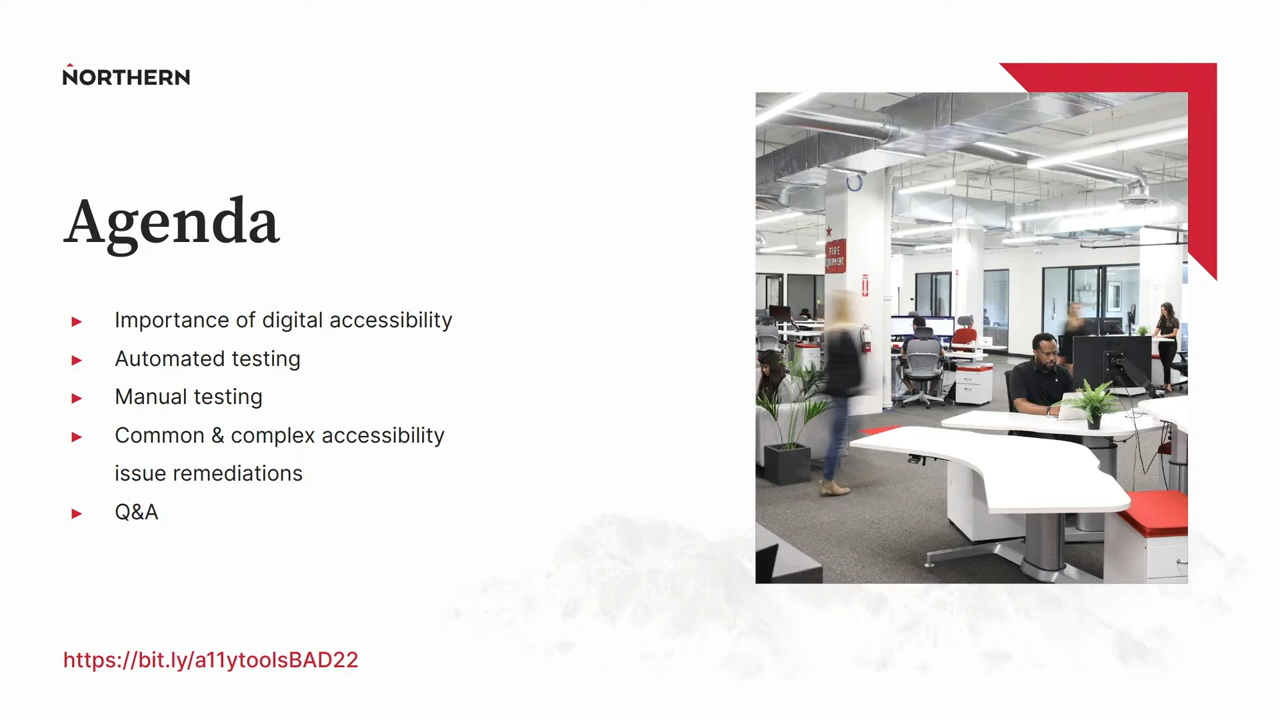 NORTHERN
Agenda
Importance of digital accessibility
Automated testing
Manual testing
Common & complex accessibility
issue remediations
Q&A
https://bit.ly/a11ytoolsBAD22
FIRE
EQUIPMENT